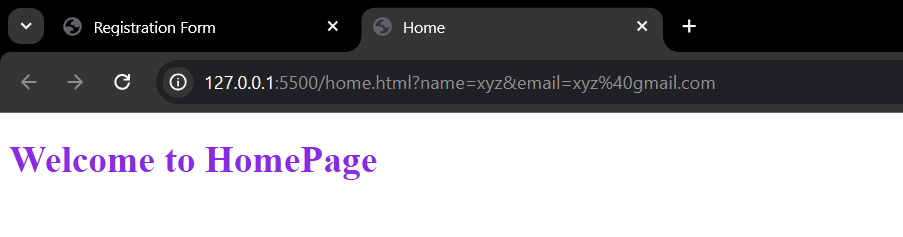 Registration Form
Home
127.0.0.1:5500/home.html?name=xyz&email=xyz%40gmail.com
Welcome to HomePage